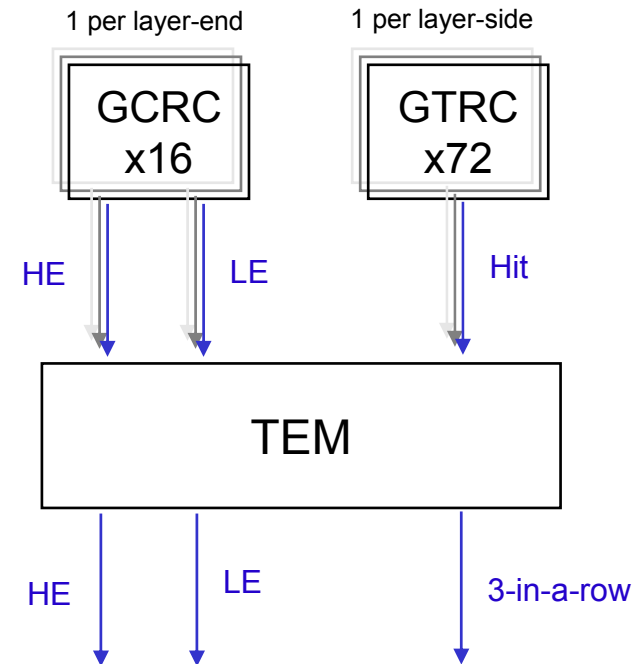 1 per layer-end
1 per layer-side
GCRC
x16
GTRC
x72
HE
LE
Hit
TEM
HE
LE
3-in-a-row